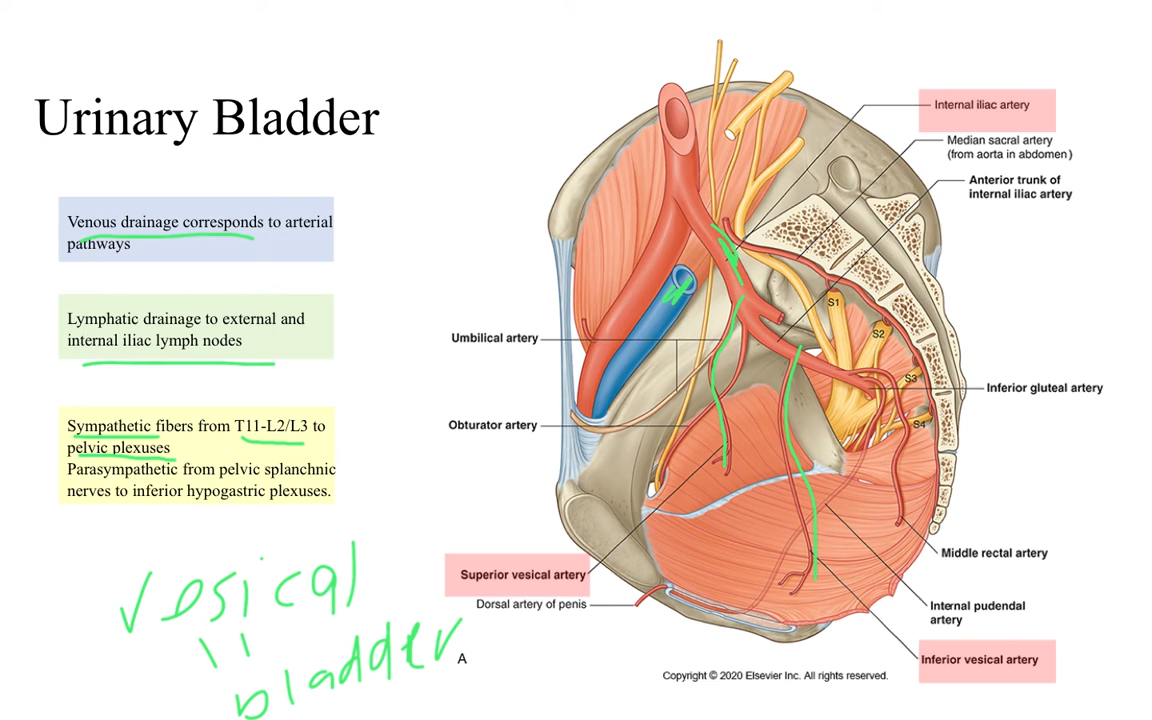 Urinary Bladder
Venous drainage corresponds to arterial
pathways
Lymphatic drainage to external and
internal iliac lymph nodes
Sympathetic fibers from T11-L2/L3 to
pelvic plexuses
Parasympathetic from pelvic splanchnic
nerves to inferior hypogastric plexuses.
vesical
bladder
Internal iliac artery
Median sacral artery
(from aorta in abdomen)
Anterior trunk of
internal iliac artery
S1
S2
S3
S4
Umbilical artery
Inferior gluteal artery
Obturator artery
Middle rectal artery
Superior vesical artery
Dorsal artery of penis
Internal pudendal
artery
Inferior vesical artery
A
Copyright © 2020 Elsevier Inc. All rights reserved.